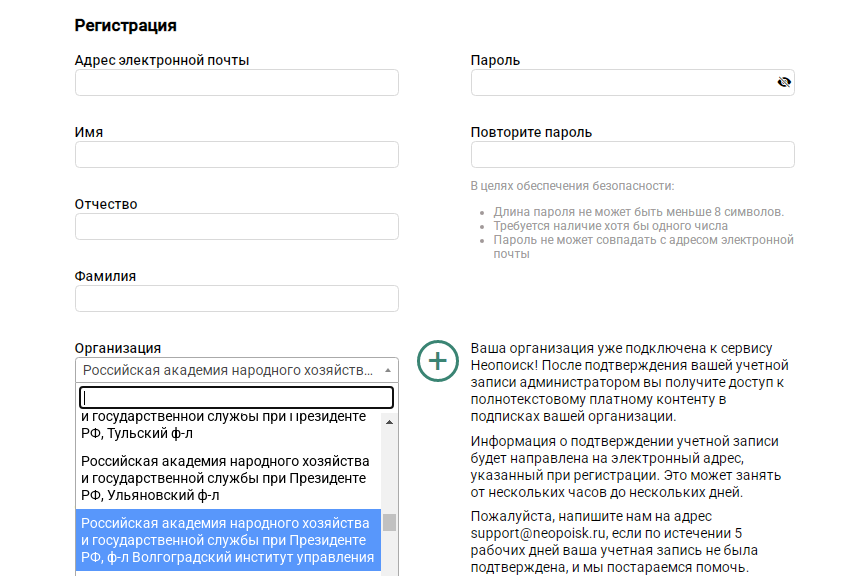 Регистрация
Адрес электронной почты
Пароль
Имя
Повторите пароль
В целях обеспечения безопасности:
Длина пароля не может быть меньше 8 символов.
Требуется наличие хотя бы одного числа
Пароль не может совпадать с адресом электронной
почты
Отчество
Фамилия
Организация
Российская академия народного хозяйств...
и государственной службы при Президенте
РФ, Тульский ф-л
Российская академия народного хозяйства
и государственной службы при Президенте
РФ, Ульяновский ф-л
Российская академия народного хозяйства
и государственной службы при Президенте
РФ, ф-л Волгоградский институт управления
Ваша организация уже подключена к сервису
Неопоиск! После подтверждения вашей учетной
записи администратором вы получите доступ к
полнотекстовому платному контенту в
подписках вашей организации.
Информация о подтверждении учетной записи
будет направлена на электронный адрес,
указанный при регистрации. Это может занять
от нескольких часов до нескольких дней.
Пожалуйста, напишите нам на адрес
support@neopoisk.ru, если по истечении 5
рабочих дней ваша учетная запись не была
подтверждена, и мы постараемся помочь.